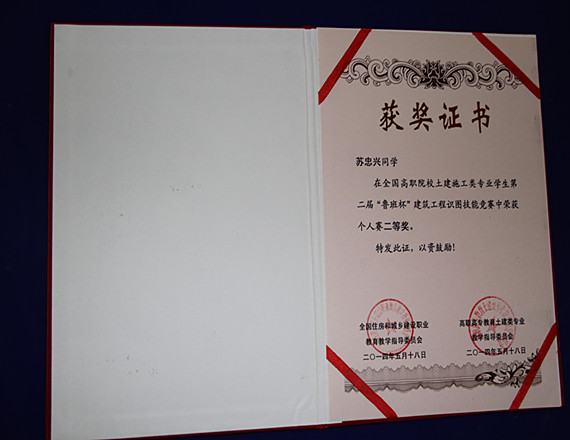 获奖证书
苏忠兴同学
在全国高职院校土建施工类专业学生第
二届“鲁班杯”建筑工程识图技能竞赛中荣获
个人赛二等奖。
特发此证，以资鼓励！
全国住房和城乡建设职业
教育教学指导委员会
二〇一四年五月十八日
高职高专教育土建类专业
教学指导委员会
二〇一四年五月十八日